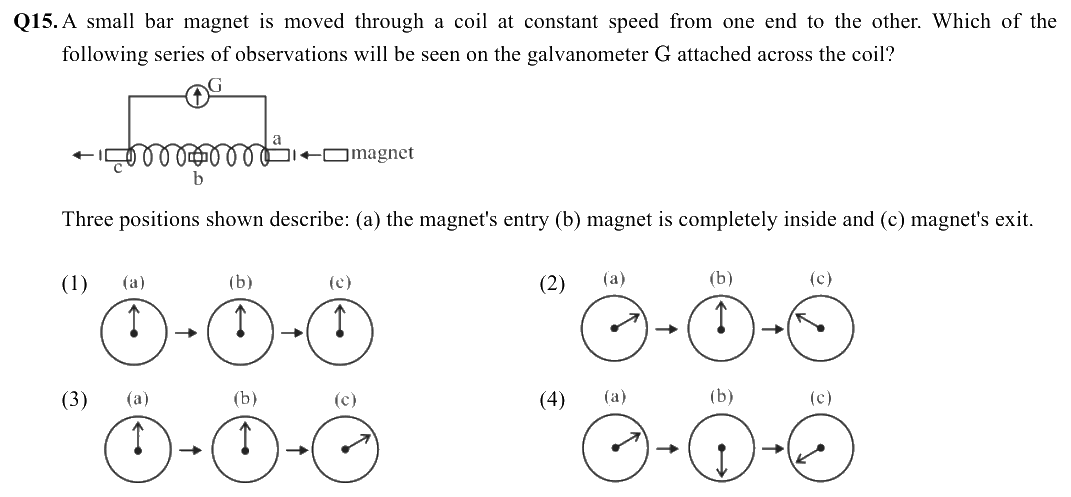 Q15. A small bar magnet is moved through a coil at constant speed from one end to the other. Which of the
following series of observations will be seen on the galvanometer G attached across the coil?
G
a
magnet
c
b
Three positions shown describe: (a) the magnet's entry (b) magnet is completely inside and (c) magnet's exit.
(1) (a) (b) (c)
(2) (a) (b) (c)
(3) (a) (b) (c)
(4) (a) (b) (c)